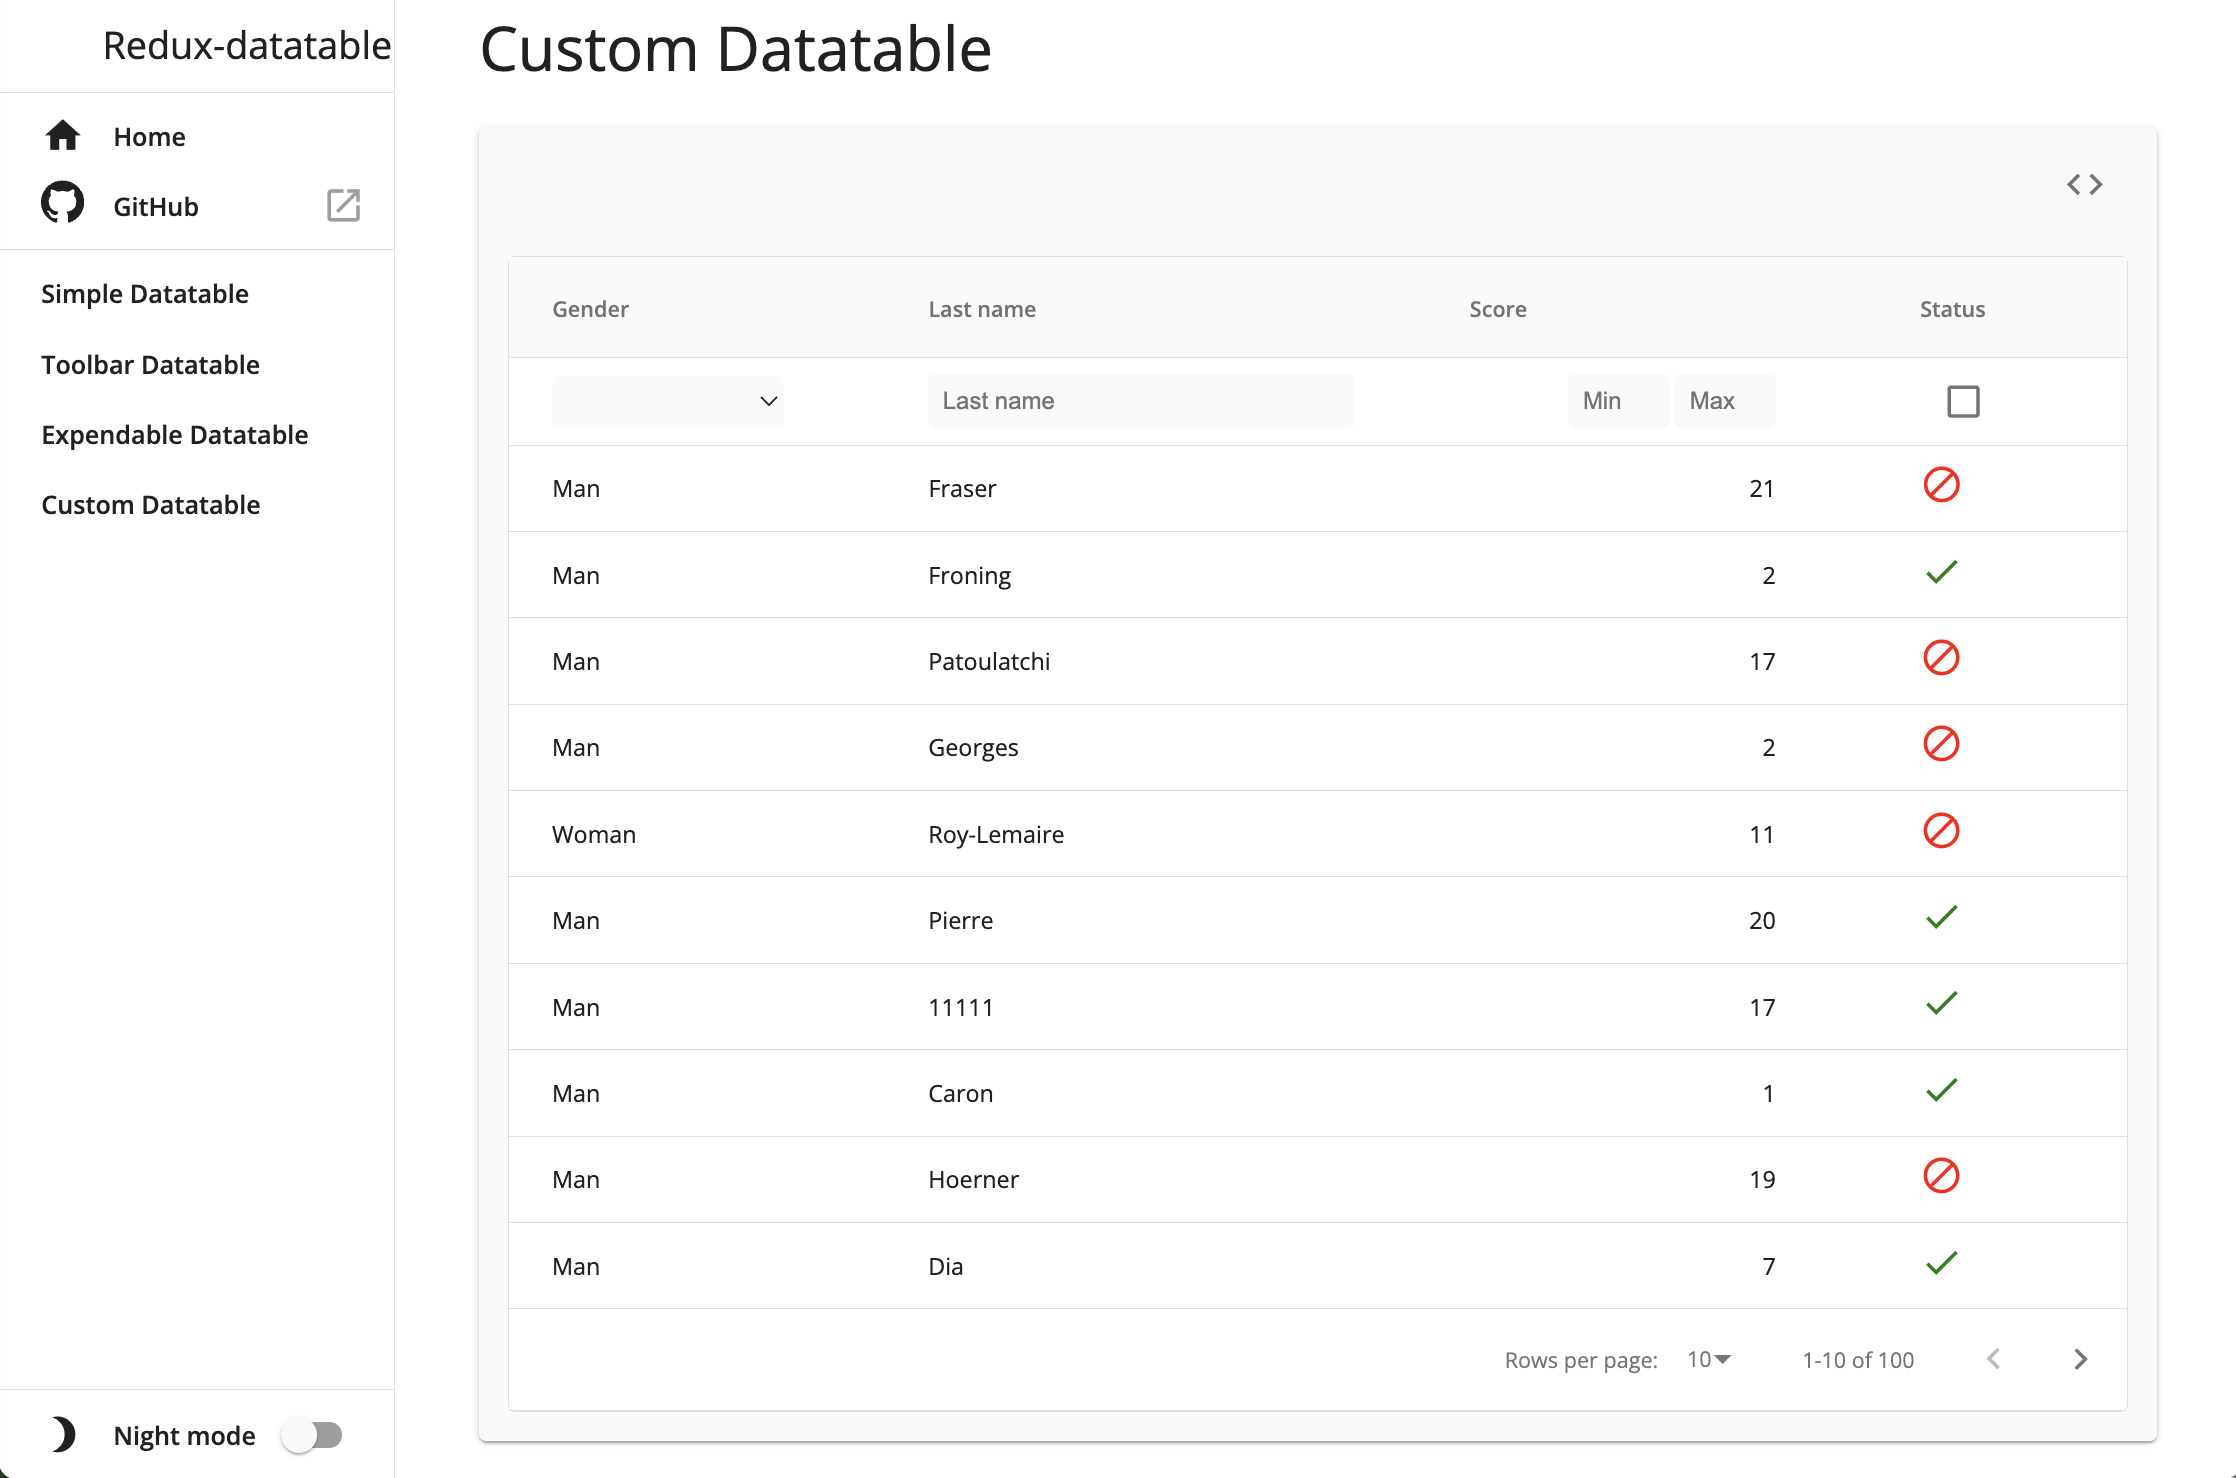 Redux-datatable
Home
GitHub
Simple Datatable
Toolbar Datatable
Expendable Datatable
Custom Datatable
Night mode
Custom Datatable
Gender Last name Score Status
Last name Min Max
Man Fraser 21
Man Froning 2
Man Patoulatchi 17
Man Georges 2
Woman Roy-Lemaire 11
Man Pierre 20
Man 11111 17
Man Caron 1
Man Hoerner 19
Man Dia 7
Rows per page: 10 1-10 of 100